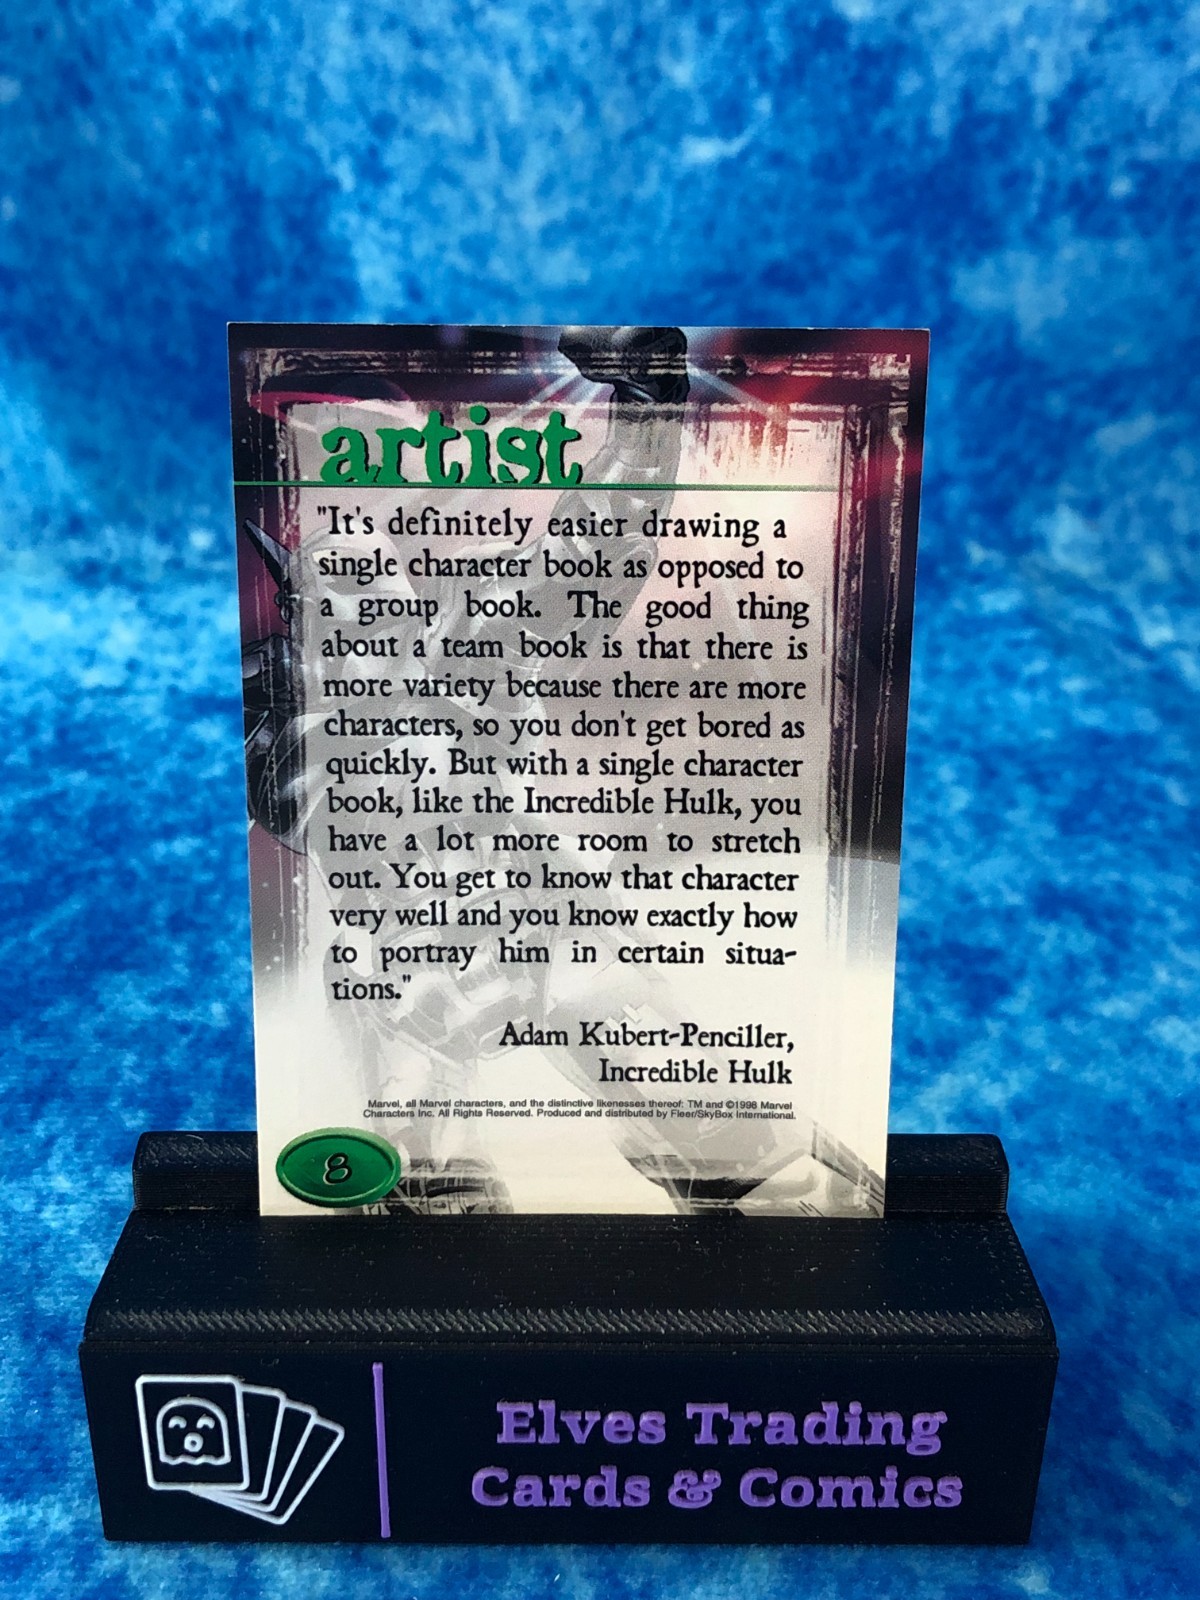 artist
"It's definitely easier drawing a
single character book as opposed to
a group book. The good thing
about a team book is that there is
more variety because there are more
characters, so you don't get bored as
quickly. But with a single character
book, like the Incredible Hulk, you
have a lot more room to stretch
out. You get to know that character
very well and you know exactly how
to portray him in certain situa-
tions."
Adam Kubert-Penciller,
Incredible Hulk
Marvel, all Marvel characters, and the distinctive likenesses thereof: TM and ©1998 Marvel
Characters Inc. All Rights Reserved. Produced and distributed by Fleer/SkyBox International.
8
Elves Trading
Cards & Comics